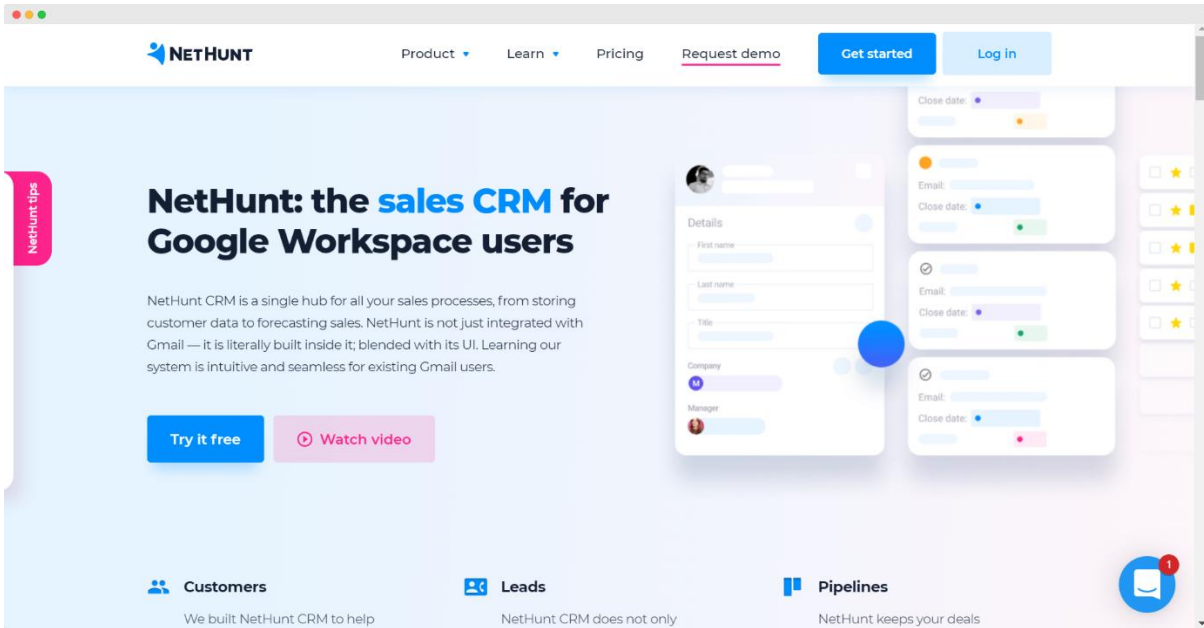 NETHUNT
Product Learn Pricing Request demo Get started Log in
NetHunt tips
NetHunt: the sales CRM for
Google Workspace users
NetHunt CRM is a single hub for all your sales processes, from storing
customer data to forecasting sales. NetHunt is not just integrated with
Gmail — it is literally built inside it; blended with its UI. Learning our
system is intuitive and seamless for existing Gmail users.
Try it free
Watch video
Details
First name
Last name
Title
Company
M
Manager
Close date:
Email:
Close date:
Email:
Close date:
Email:
Close date:
1
Customers
We built NetHunt CRM to help
Leads
NetHunt CRM does not only
Pipelines
NetHunt keeps your deals